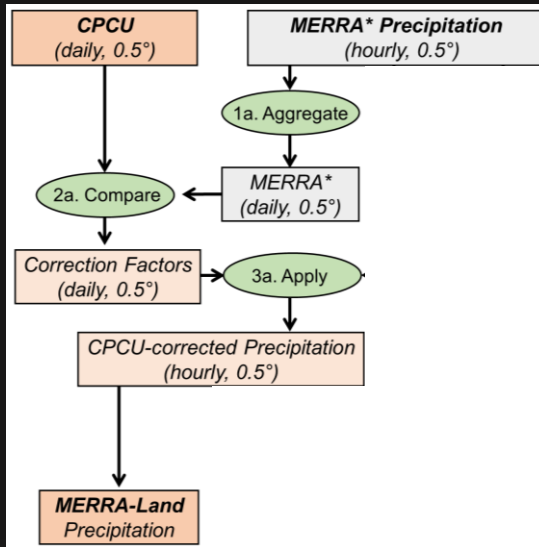 CPCU
(daily, 0.5°)
MERRA* Precipitation
(hourly, 0.5°)
1a. Aggregate
2a. Compare
MERRA*
(daily, 0.5°)
Correction Factors
(daily, 0.5°)
3a. Apply
CPCU-corrected Precipitation
(hourly, 0.5°)
MERRA-Land
Precipitation